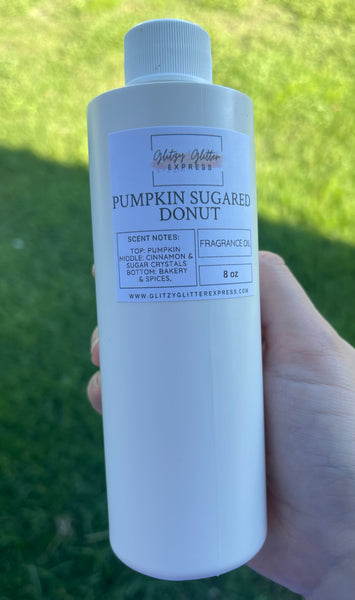 Glitzy Glitter
EXPRESS
PUMPKIN SUGARED
DONUT
SCENT NOTES:
TOP: PUMPKIN
MIDDLE: CINNAMON &
SUGAR CRYSTALS
BOTTOM: BAKERY
& SPICES,
FRAGRANCE OIL
8 oz
WWW.GLITZYGLITTEREXPRESS.COM